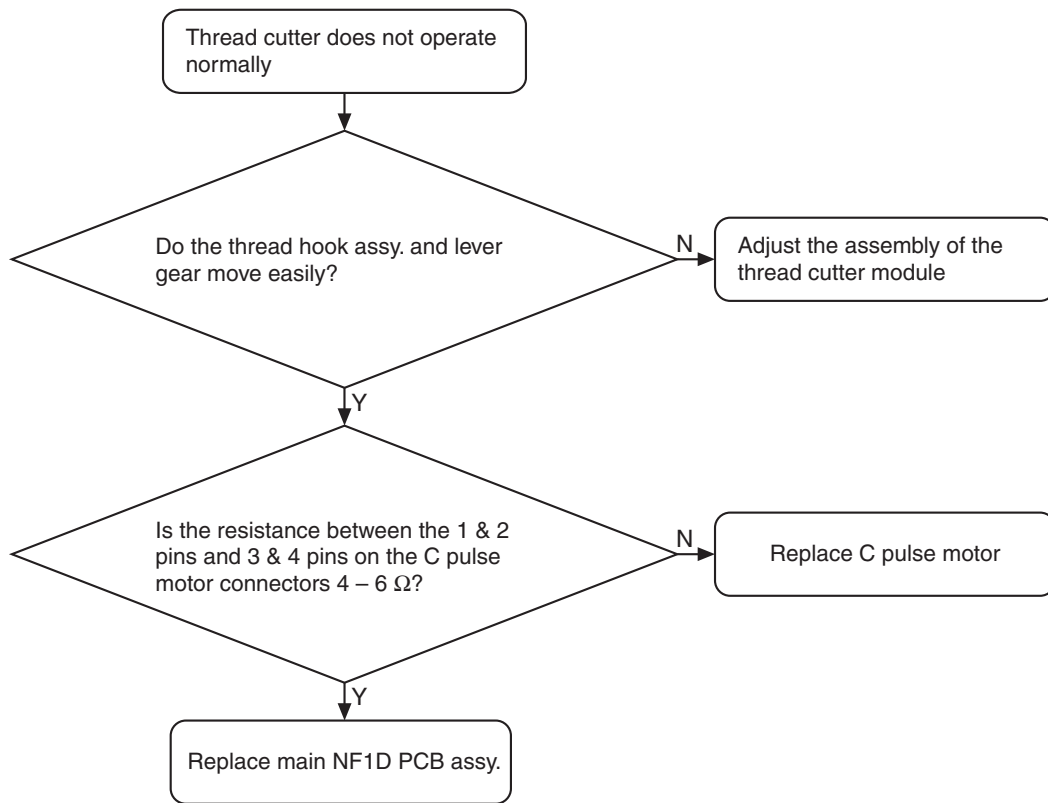 Thread cutter does not operate
normally
Do the thread hook assy. and lever
gear move easily?
N
Adjust the assembly of the
thread cutter module
Y
Is the resistance between the 1 & 2
pins and 3 & 4 pins on the C pulse
motor connectors 4 – 6 Ω?
N
Replace C pulse motor
Y
Replace main NF1D PCB assy.